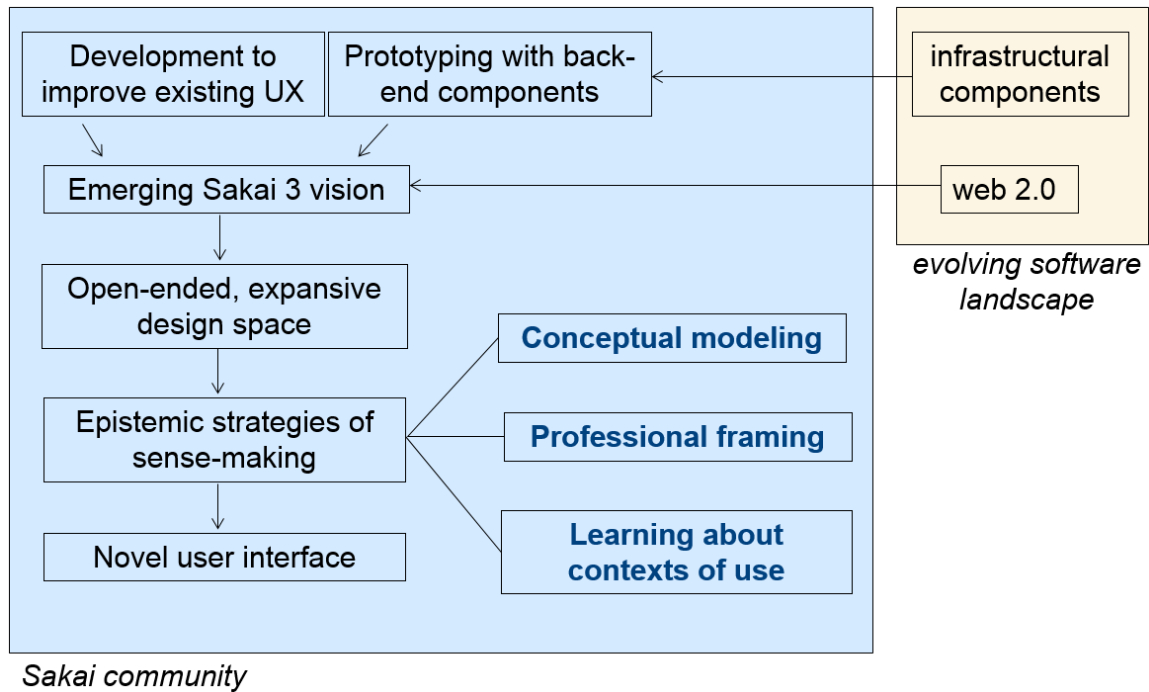 Development to
improve existing UX
Prototyping with back-
end components
infrastructural
components
Emerging Sakai 3 vision
web 2.0
evolving software
landscape
Open-ended, expansive
design space
Conceptual modeling
Epistemic strategies of
sense-making
Professional framing
Learning about
contexts of use
Novel user interface
Sakai community